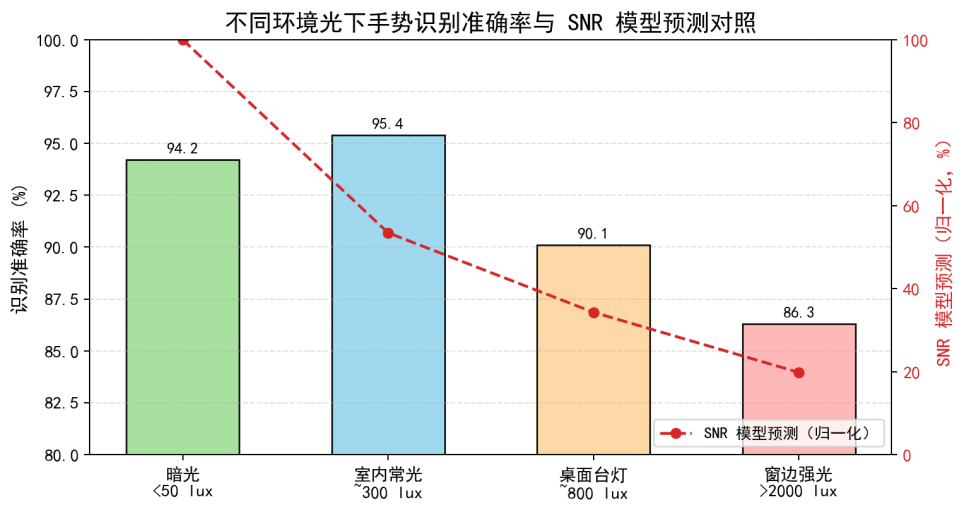 不同环境光下手势识别准确率与 SNR 模型预测对照
识别准确率 (%)
100.0
97.5
95.0
92.5
90.0
87.5
85.0
82.5
80.0
94.2
95.4
90.1
86.3
100
80
60
40
20
0
SNR 模型预测 (归一化, %)
SNR 模型预测 (归一化)
暗光
<50 lux
室内常光
~300 lux
桌面台灯
~800 lux
窗边强光
>2000 lux